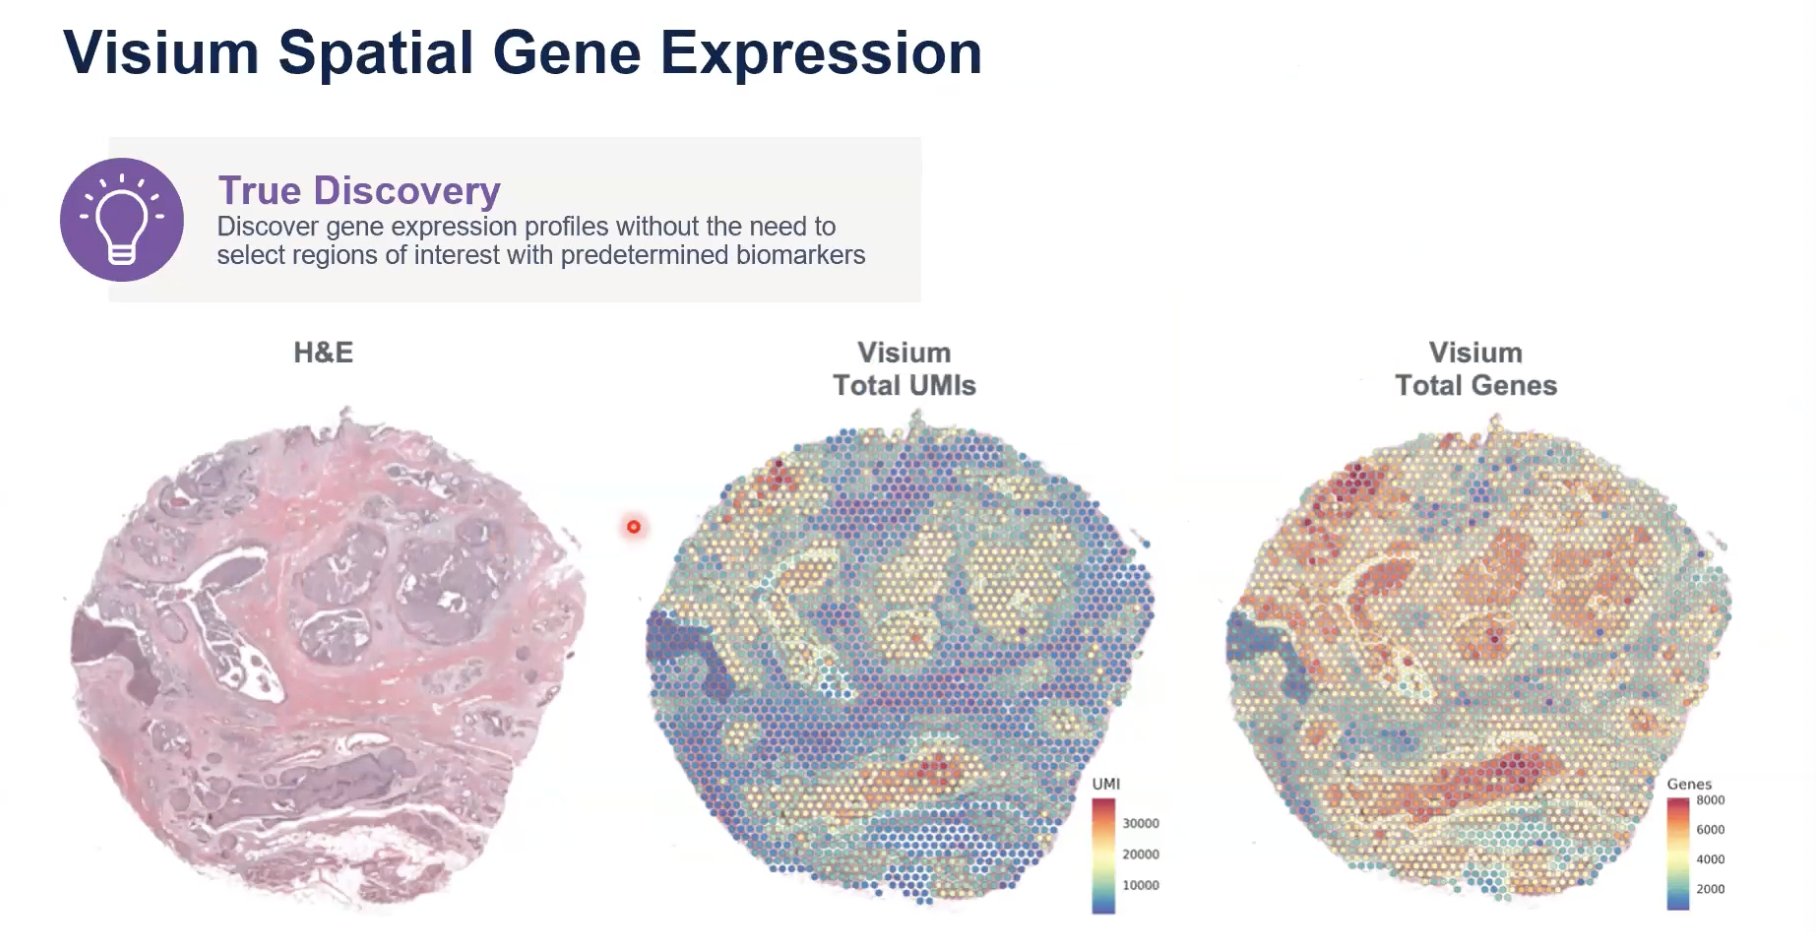 Visium Spatial Gene Expression
True Discovery
Discover gene expression profiles without the need to
select regions of interest with predetermined biomarkers
H&E
Visium
Total UMIs
Visium
Total Genes
UMI
30000
20000
10000
Genes
8000
6000
4000
2000